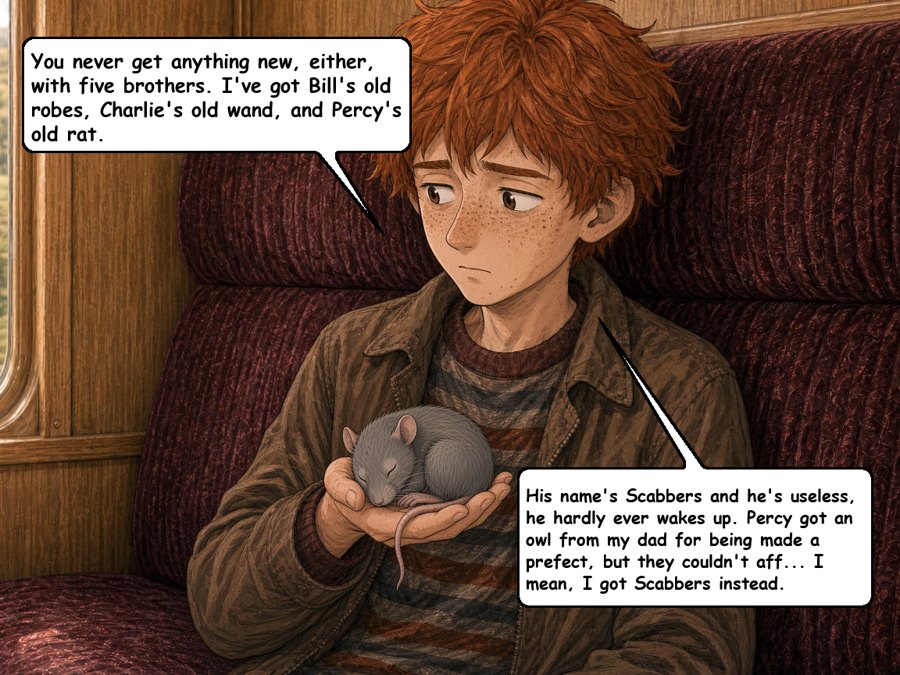 You never get anything new, either,
with five brothers. I've got Bill's old
robes, Charlie's old wand, and Percy's
old rat.
His name's Scabbers and he's useless,
he hardly ever wakes up. Percy got an
owl from my dad for being made a
prefect, but they couldn't aff... I
mean, I got Scabbers instead.